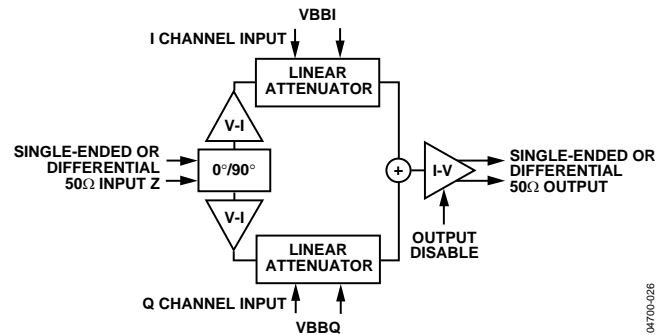 VBBI
I CHANNEL INPUT
LINEAR
ATTENUATOR
V-I
SINGLE-ENDED OR
DIFFERENTIAL
50Ω INPUT Z
0°/90°
V-I
+
I-V
SINGLE-ENDED OR
DIFFERENTIAL
50Ω OUTPUT
OUTPUT
DISABLE
LINEAR
ATTENUATOR
Q CHANNEL INPUT
VBBQ
04700-026